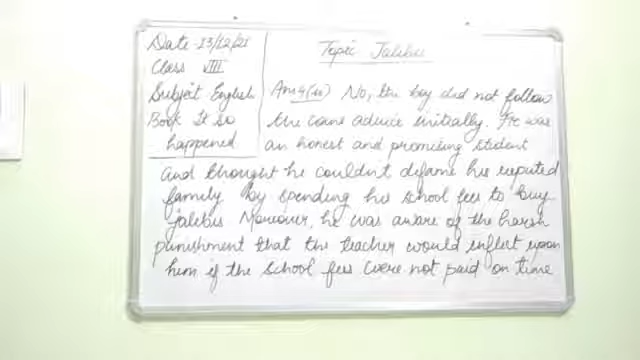 Date - 13/12/21
Class VIII
Subject English
Book It so
happened
Topic Jalebis
Ans 4(ii) No, the boy did not follow
the coins advice initially. He was
an honest and promising student
and thought he couldn't defame his reputed
family by spending his school fees to buy
jalebis. Moreover, he was aware of the harsh
punishment that the teacher would inflict upon
him if the school fees were not paid on time